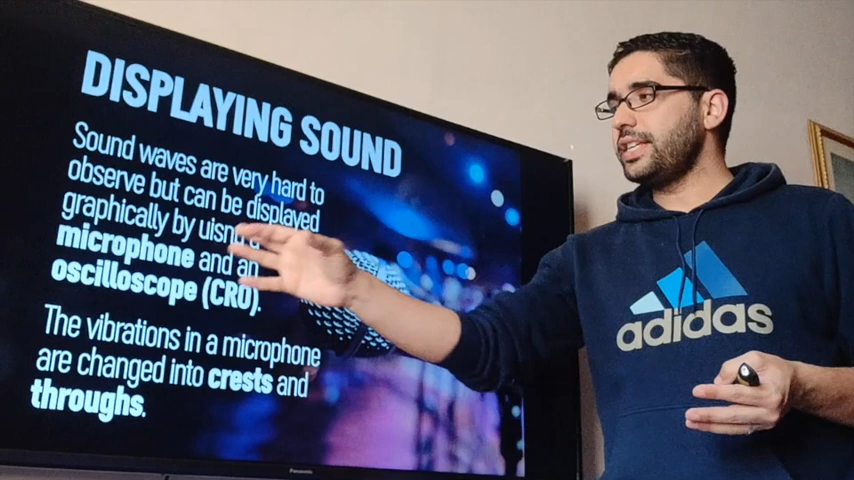 DISPLAYING SOUND
Sound waves are very hard to
observe but can be displayed
graphically by uisng a
microphone and an
oscilloscope (CRO).
The vibrations in a microphone
are changed into crests and
throughs.
adidas
Panasonic